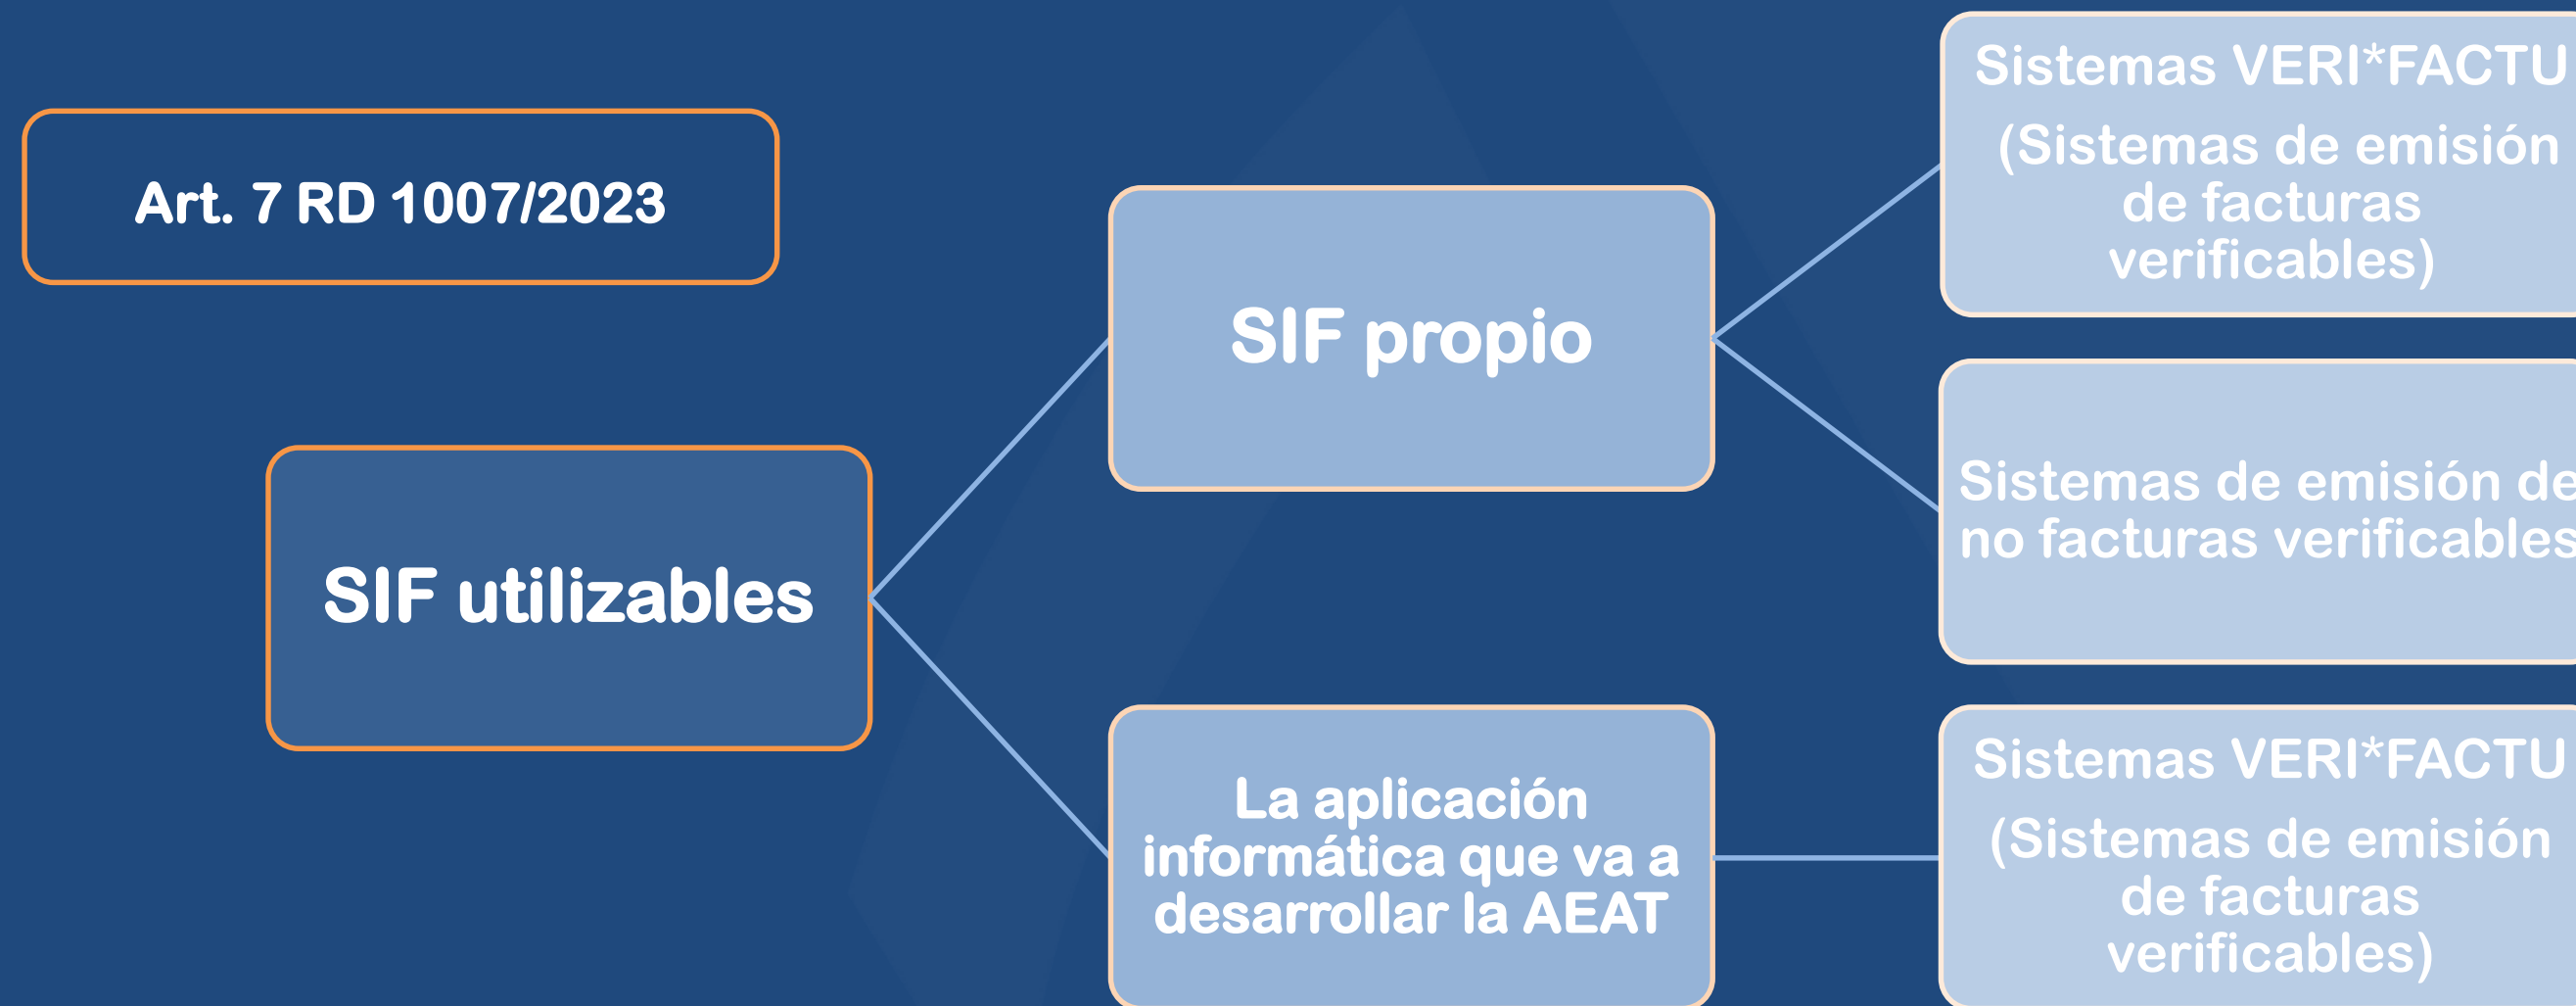 Art. 7 RD 1007/2023
SIF utilizables
SIF propio
La aplicación
informática que va a
desarrollar la AEAT
Sistemas VERI*FACTU
(Sistemas de emisión
de facturas
verificables)
Sistemas de emisión de
no facturas verificables
Sistemas VERI*FACTU
(Sistemas de emisión
de facturas
verificables)